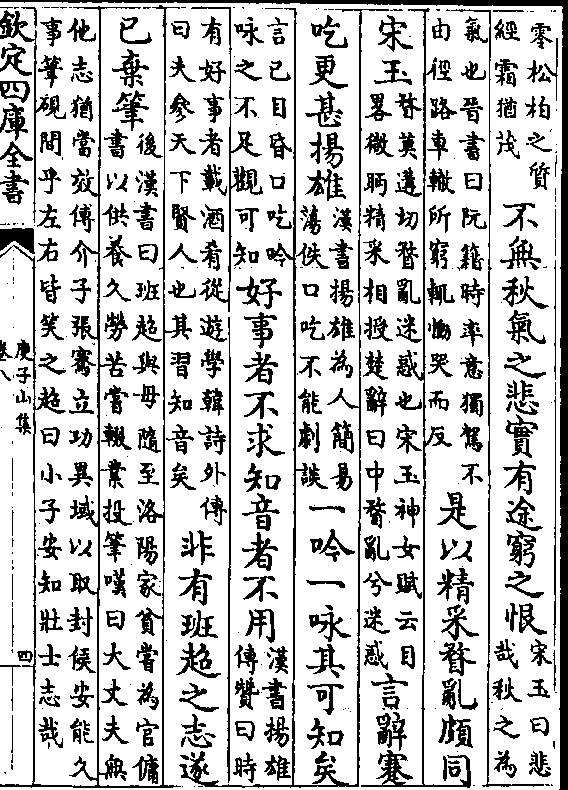 零松柏之質經霜猶茂不無秋氣之悲實有途窮之恨宋玉曰悲哉秋之為
氣也晉書曰阮籍時率意獨駕不由徑路車轍所窮輒慟哭而反是以精采瞀亂頗同
宋玉瞀莫遘切瞀亂迷惑也宋玉神女賦云目畧微眄精采相授楚辭曰中瞀亂兮迷惑言辭蹇
吃更甚揚雄漢書揚雄為人簡易蕩佚口吃不能劇談一吟一咏其可知矣
言已目昏口吃吟咏之不足觀可知好事者不求知音者不用漢書揚雄傳贊曰時
有好事者載酒肴從遊學韓詩外傳曰夫參天下賢人也其習知音矣非有班超之志遂
已棄筆後漢書曰班超與母隨至洛陽家貧嘗為官傭書以供養久勞苦嘗輟業投筆嘆曰大丈夫無
他志猶當效傅介子張騫立功異域以取封侯安能久事筆硯間乎左右皆笑之超曰小子安知壯士志哉
欽定四庫全書
庾子山集
卷八
四